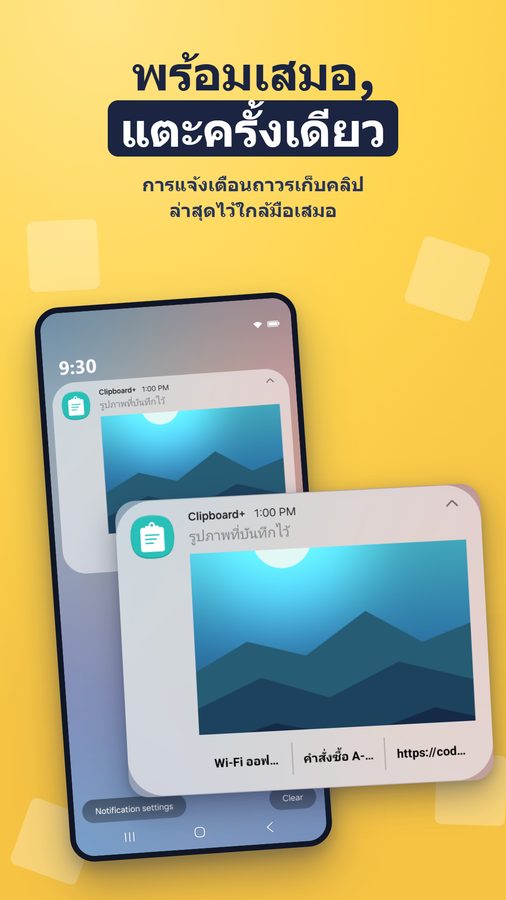 พร้อมเสมอ,
แตะครั้งเดียว
การแจ้งเตือนถาวรเก็บคลิป
ล่าสุดไว้ใกล้มือเสมอ
9:30
Clipboard+ 1:00 PM
รูปภาพที่บันทึกไว้
Clipboard+ 1:00 PM
รูปภาพที่บันทึกไว้
Wi-Fi ออฟ... คำสั่งซื้อ A-... https://cod...
Notification settings Clear